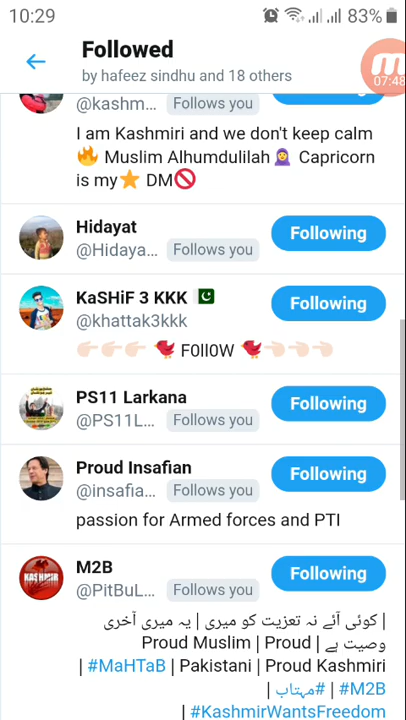 10:29
83%
Followed
by hafeez sindhu and 18 others
07:48
@kashm... Follows you
I am Kashmiri and we don't keep calm
🔥 Muslim Alhumdulilah 🧕 Capricorn
is my⭐ DM🚫
Hidayat
@Hidaya... Follows you
Following
KaSHiF 3 KKK 🇵🇰
@khattak3kkk
Following
👉🏻👉🏻👉🏻 🐦 F0ll0W 🐦👈🏻👈🏻👈🏻
PS11 Larkana
@PS11L... Follows you
Following
Proud Insafian
@insafia... Follows you
Following
passion for Armed forces and PTI
KASHMIR
M2B
@PitBuL... Follows you
Following
| کوئی آئے نہ تعزیت کو میری | یہ میری آخری
وصیت ہے | Proud Muslim | Proud
| #MaHTaB | Pakistani | Proud Kashmiri
| #مہتاب | #M2B
| #KashmirWantsFreedom